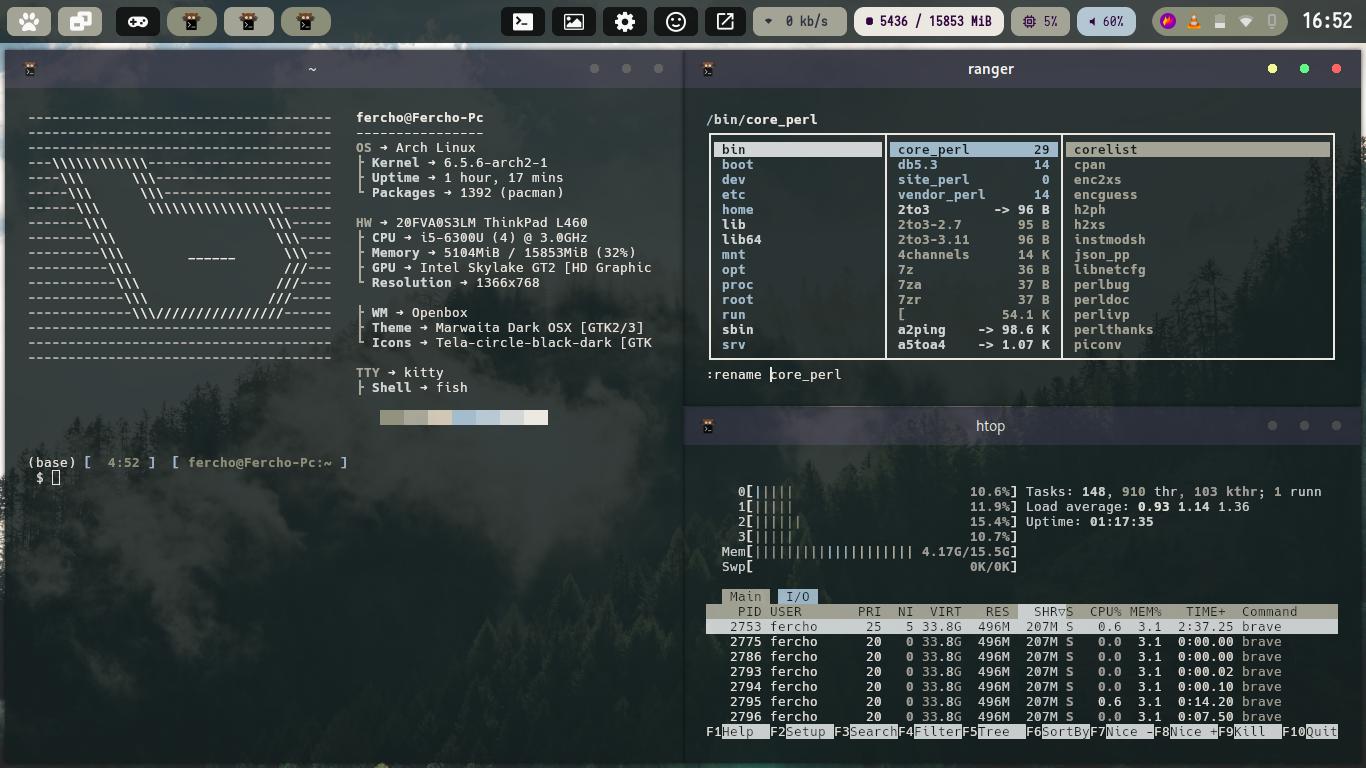 0 kb/s 5436 / 15853 MiB 5% 60% 16:52
~
fercho@Fercho-Pc
----------------
OS ➜ Arch Linux
├ Kernel ➜ 6.5.6-arch2-1
├ Uptime ➜ 1 hour, 17 mins
└ Packages ➜ 1392 (pacman)
HW ➜ 20FVA0S3LM ThinkPad L460
├ CPU ➜ i5-6300U (4) @ 3.0GHz
├ Memory ➜ 5104MiB / 15853MiB (32%)
├ GPU ➜ Intel Skylake GT2 [HD Graphic
└ Resolution ➜ 1366x768
├ WM ➜ Openbox
├ Theme ➜ Marwaita Dark OSX [GTK2/3]
└ Icons ➜ Tela-circle-black-dark [GTK
TTY ➜ kitty
├ Shell ➜ fish
(base) [ 4:52 ] [ fercho@Fercho-Pc:~ ]
$
ranger
/bin/core_perl
bin core_perl 29 corelist
boot db5.3 14 cpan
dev site_perl 0 enc2xs
etc vendor_perl 14 encguess
home 2to3 -> 96 B h2ph
lib 2to3-2.7 95 B h2xs
lib64 2to3-3.11 96 B instmodsh
mnt 4channels 14 K json_pp
opt 7z 36 B libnetcfg
proc 7za 37 B perlbug
root 7zr 37 B perldoc
run [ 54.1 K perlivp
sbin a2ping -> 98.6 K perlthanks
srv a5toa4 -> 1.07 K piconv
:rename core_perl
htop
0[||||| 10.6%] Tasks: 148, 910 thr, 103 kthr; 1 runn
1[||||| 11.9%] Load average: 0.93 1.14 1.36
2[|||||| 15.4%] Uptime: 01:17:35
3[||||| 10.7%]
Mem[|||||||||||||||||||| 4.17G/15.5G]
Swp[ 0K/0K]
Main I/O
PID USER PRI NI VIRT RES SHR▽S CPU% MEM% TIME+ Command
2753 fercho 25 5 33.8G 496M 207M S 0.6 3.1 2:37.25 brave
2775 fercho 20 0 33.8G 496M 207M S 0.0 3.1 0:00.00 brave
2786 fercho 20 0 33.8G 496M 207M S 0.0 3.1 0:00.00 brave
2793 fercho 20 0 33.8G 496M 207M S 0.0 3.1 0:00.02 brave
2794 fercho 20 0 33.8G 496M 207M S 0.0 3.1 0:00.10 brave
2795 fercho 20 0 33.8G 496M 207M S 0.6 3.1 0:14.20 brave
2796 fercho 20 0 33.8G 496M 207M S 0.0 3.1 0:07.50 brave
F1Help F2Setup F3SearchF4FilterF5Tree F6SortByF7Nice -F8Nice +F9Kill F10Quit